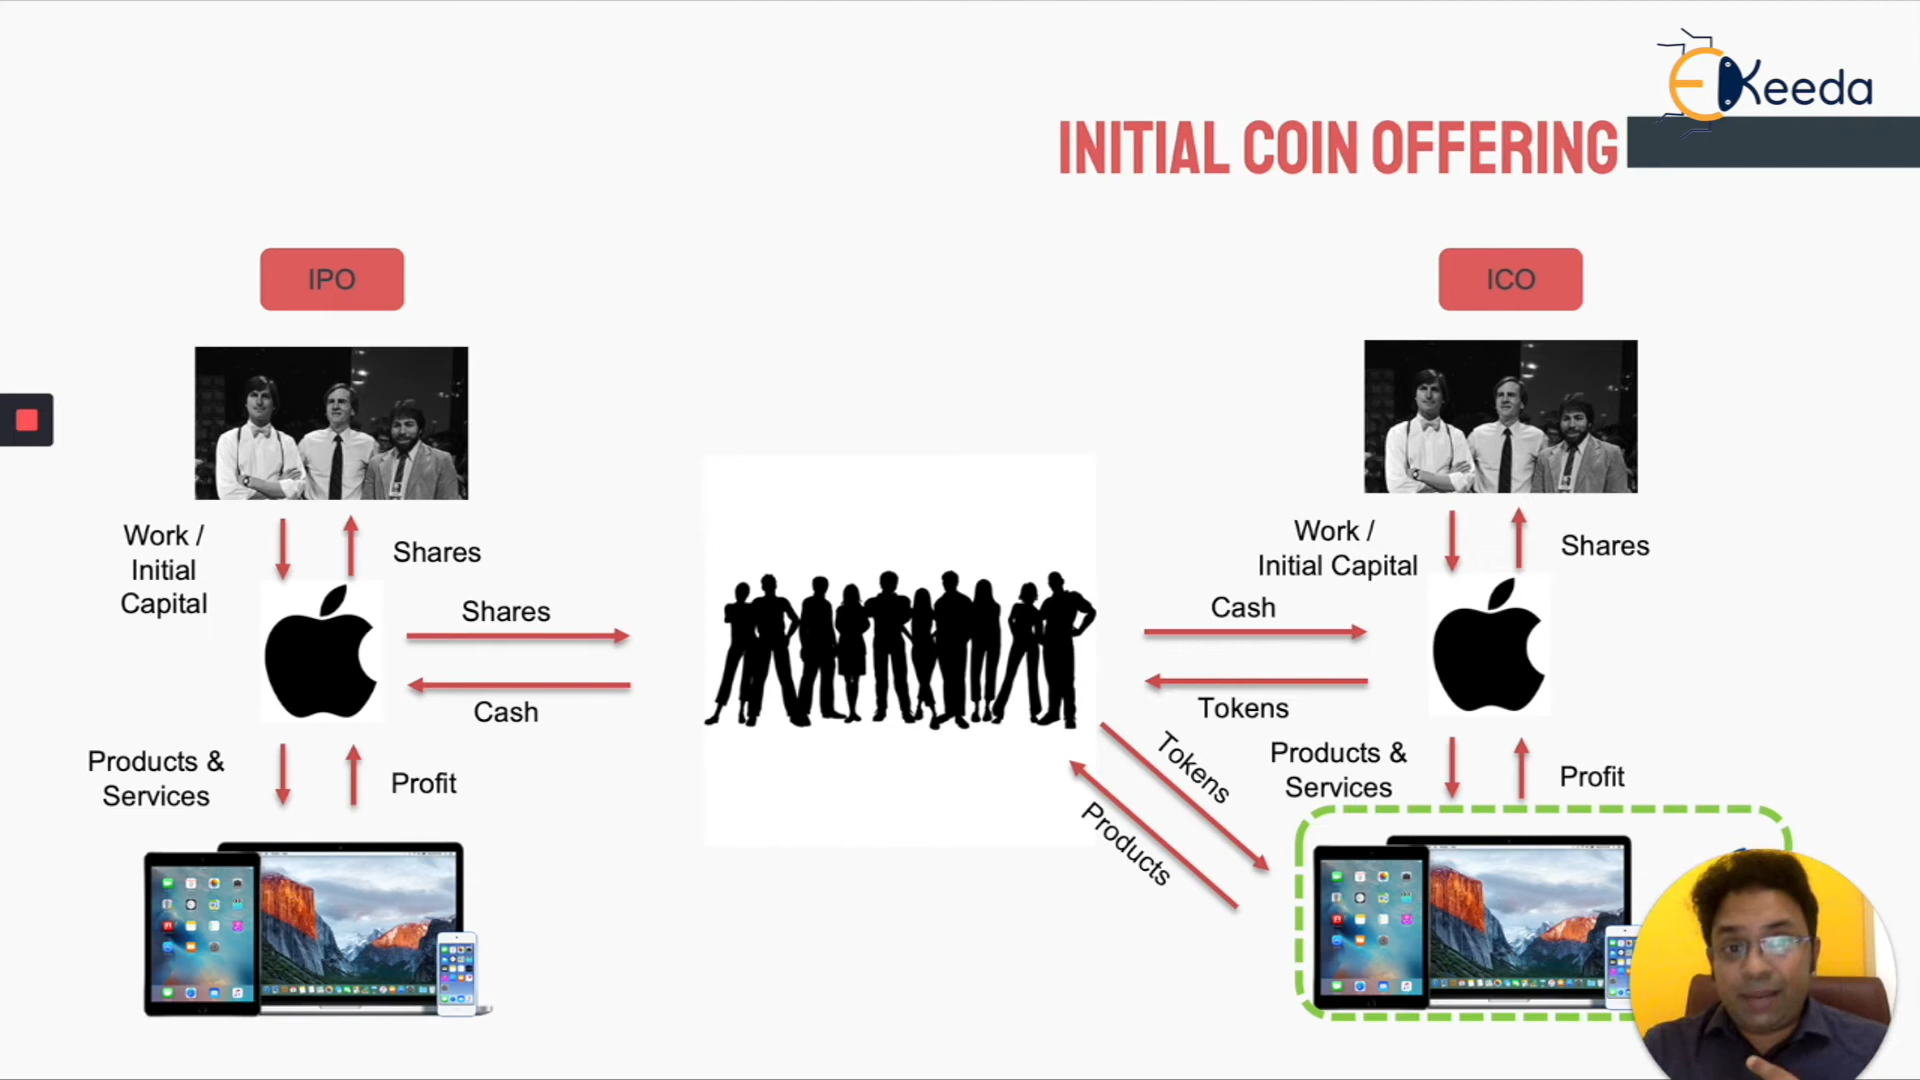 EKeeda
INITIAL COIN OFFERING
IPO
ICO
Work /
Initial
Capital
Shares
Shares
Cash
Products &
Services
Profit
Work /
Initial Capital
Shares
Cash
Tokens
Tokens
Products
Products &
Services
Profit